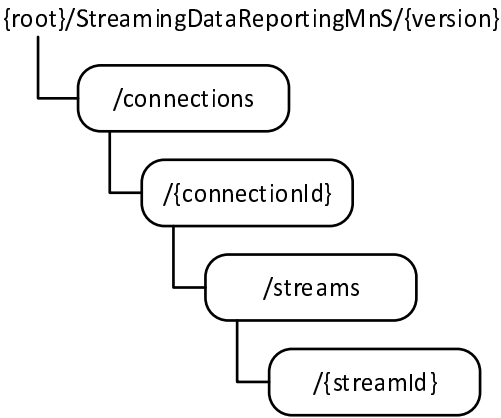 {root}/StreamingDataReportingMnS/{version}
/connections
/{connectionId}
/streams
/{streamId}